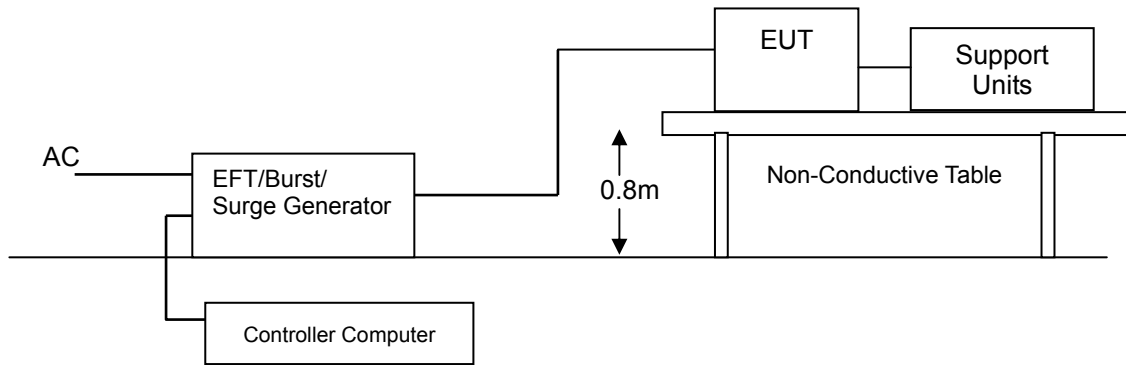 EUT
Support
Units
AC
EFT/Burst/
Surge Generator
0.8m
Non-Conductive Table
Controller Computer